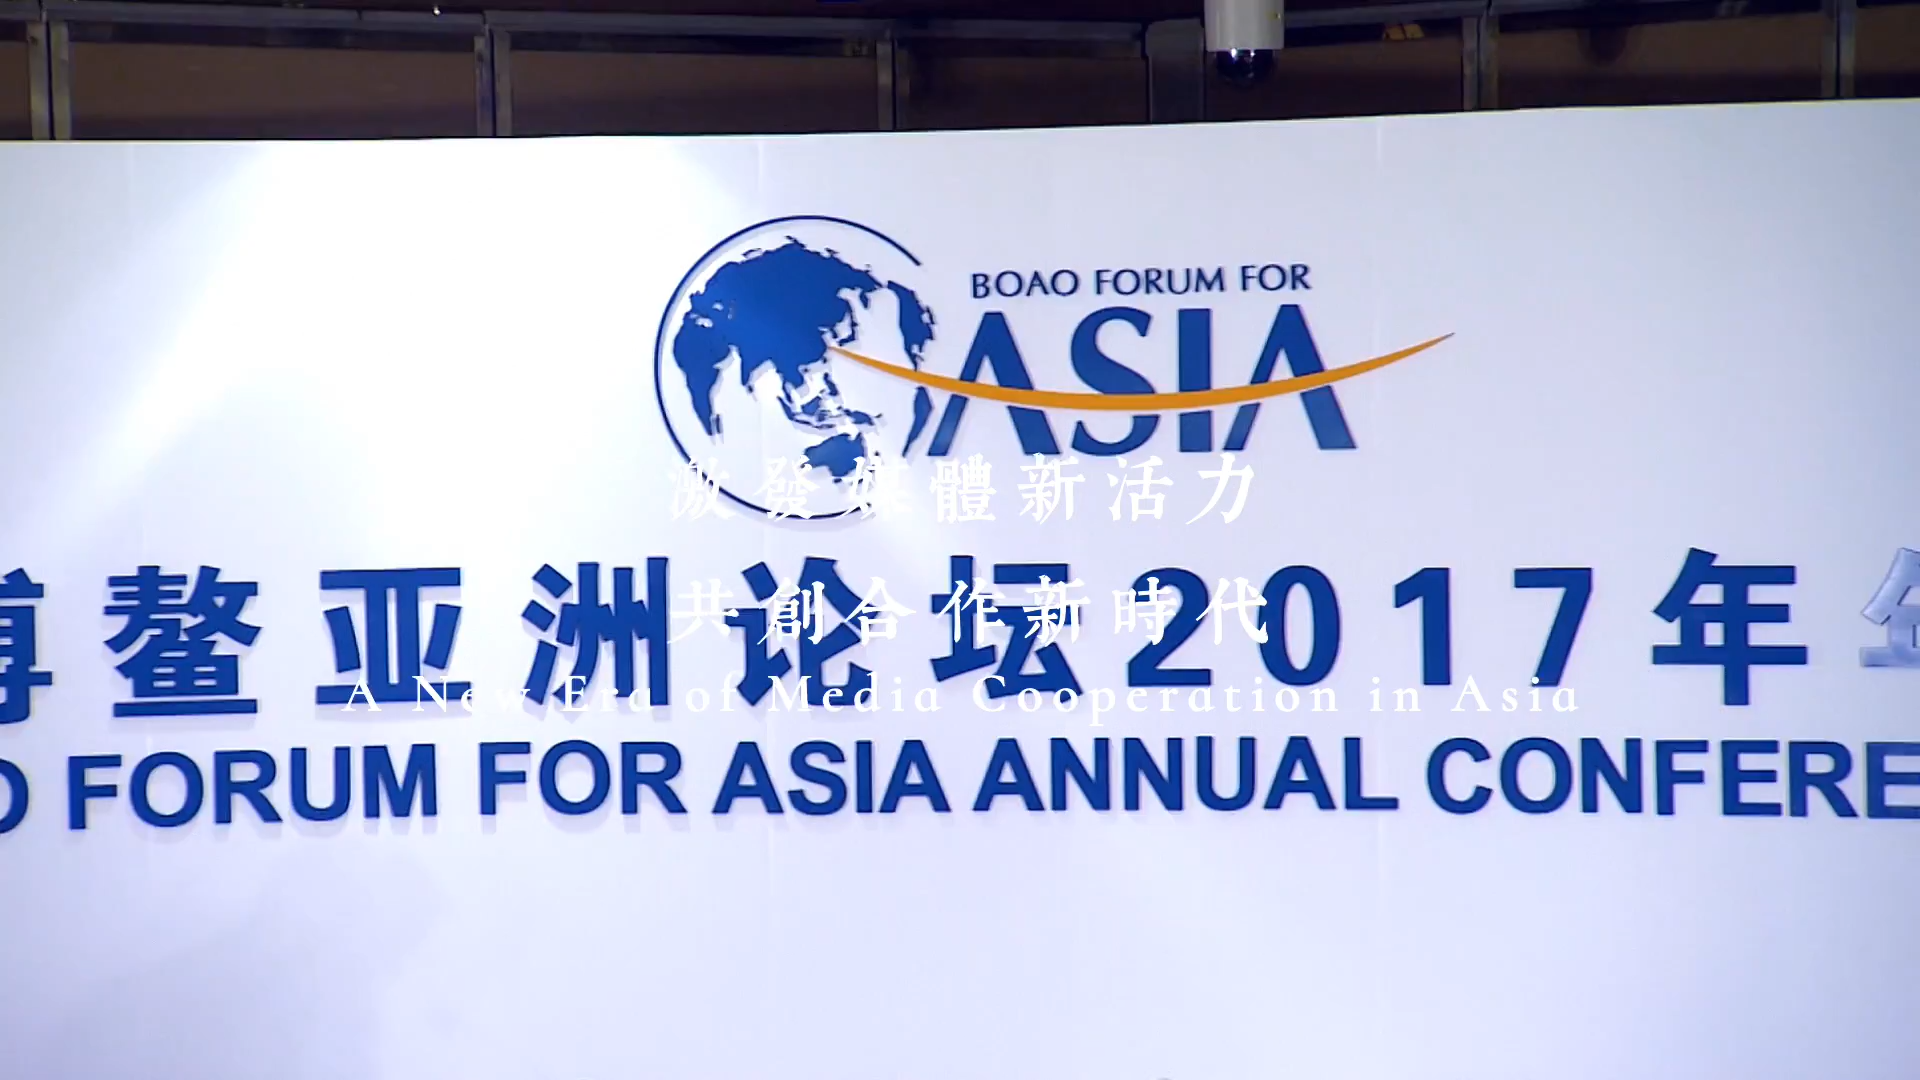 BOAO FORUM FOR
ASIA
激發媒體新活力
博鳌亚洲论坛2017年
共創合作新時代
A New Era of Media Cooperation in Asia
FORUM FOR ASIA ANNUAL